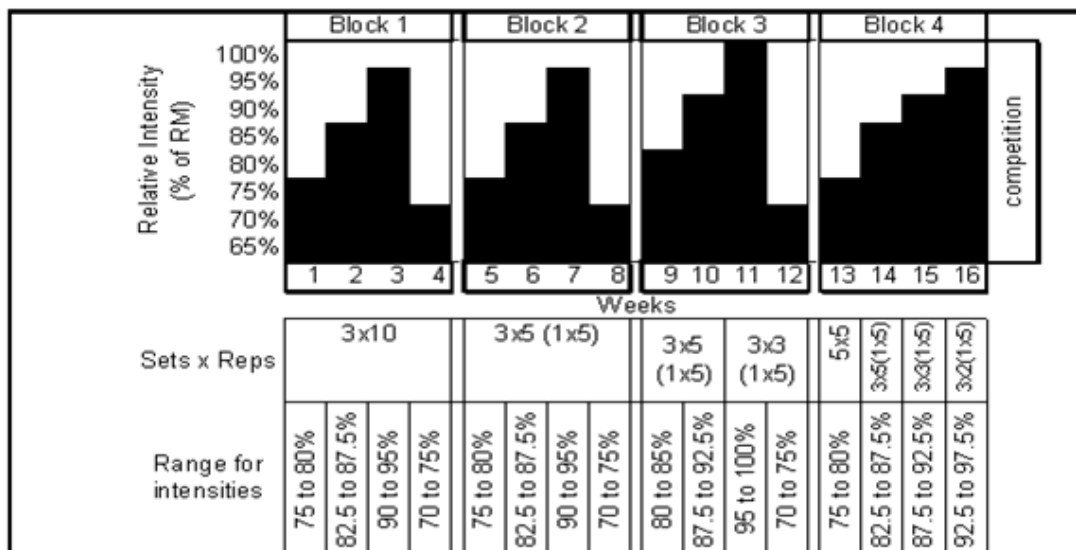 Block 1 Block 2 Block 3 Block 4
Relative Intensity
(% of RM)
100%
95%
90%
85%
80%
75%
70%
65%
competition
1 2 3 4 5 6 7 8 9 10 11 12 13 14 15 16
Weeks
Sets x Reps
3x10
3x5 (1x5)
3x5
(1x5)
3x3
(1x5)
5x5
3x5(1x5)
3x3(1x5)
3x2(1x5)
Range for
intensities
75 to 80%
82.5 to 87.5%
90 to 95%
70 to 75%
75 to 80%
82.5 to 87.5%
90 to 95%
70 to 75%
80 to 85%
87.5 to 92.5%
95 to 100%
70 to 75%
75 to 80%
82.5 to 87.5%
87.5 to 92.5%
92.5 to 97.5%